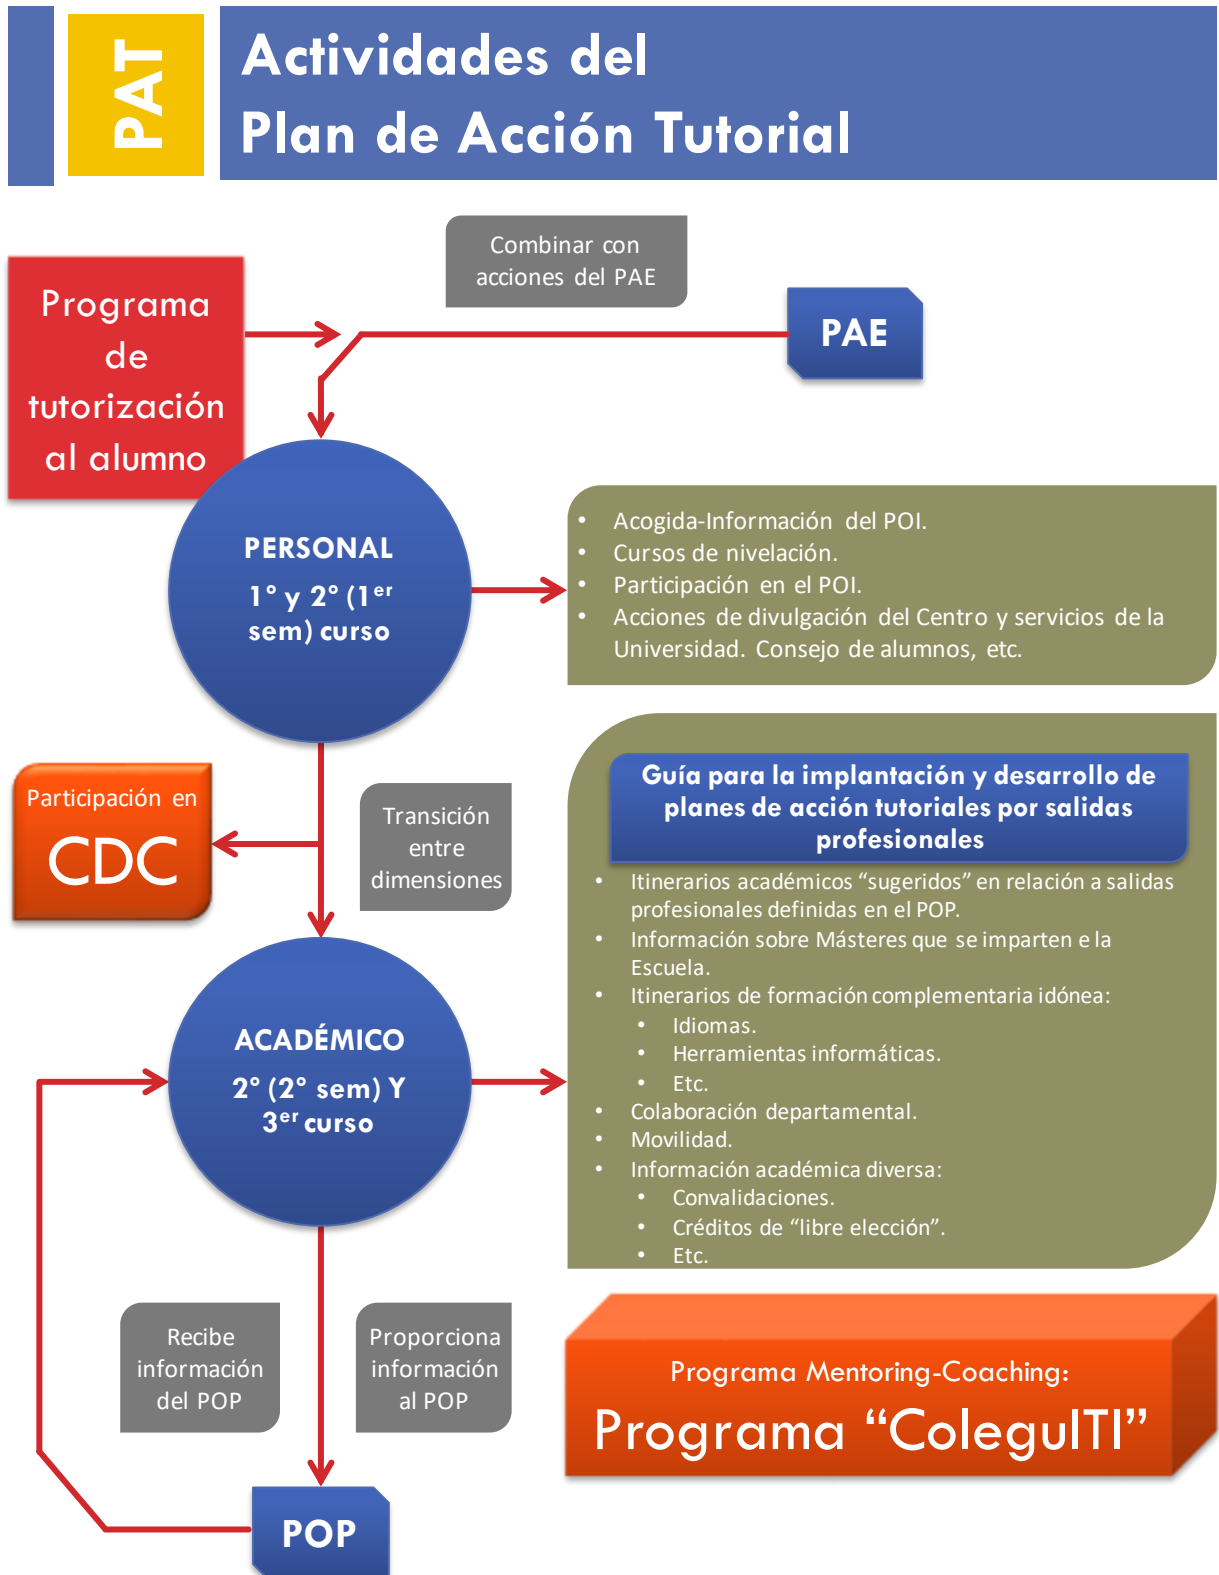 PAT
Actividades del
Plan de Acción Tutorial
Combinar con
acciones del PAE
Programa
de
tutorización
al alumno
PAE
PERSONAL
1º y 2º (1er
sem) curso
• Acogida-Información del POI.
• Cursos de nivelación.
• Participación en el POI.
• Acciones de divulgación del Centro y servicios de la
Universidad. Consejo de alumnos, etc.
Participación en
CDC
Transición
entre
dimensiones
Guía para la implantación y desarrollo de
planes de acción tutoriales por salidas
profesionales
• Itinerarios académicos “sugeridos” en relación a salidas
profesionales definidas en el POP.
• Información sobre Másteres que se imparten e la
Escuela.
• Itinerarios de formación complementaria idónea:
• Idiomas.
• Herramientas informáticas.
• Etc.
• Colaboración departamental.
• Movilidad.
• Información académica diversa:
• Convalidaciones.
• Créditos de “libre elección”.
• Etc.
ACADÉMICO
2º (2º sem) Y
3er curso
Recibe
información
del POP
Proporciona
información
al POP
Programa Mentoring-Coaching:
Programa “ColeguITI”
POP